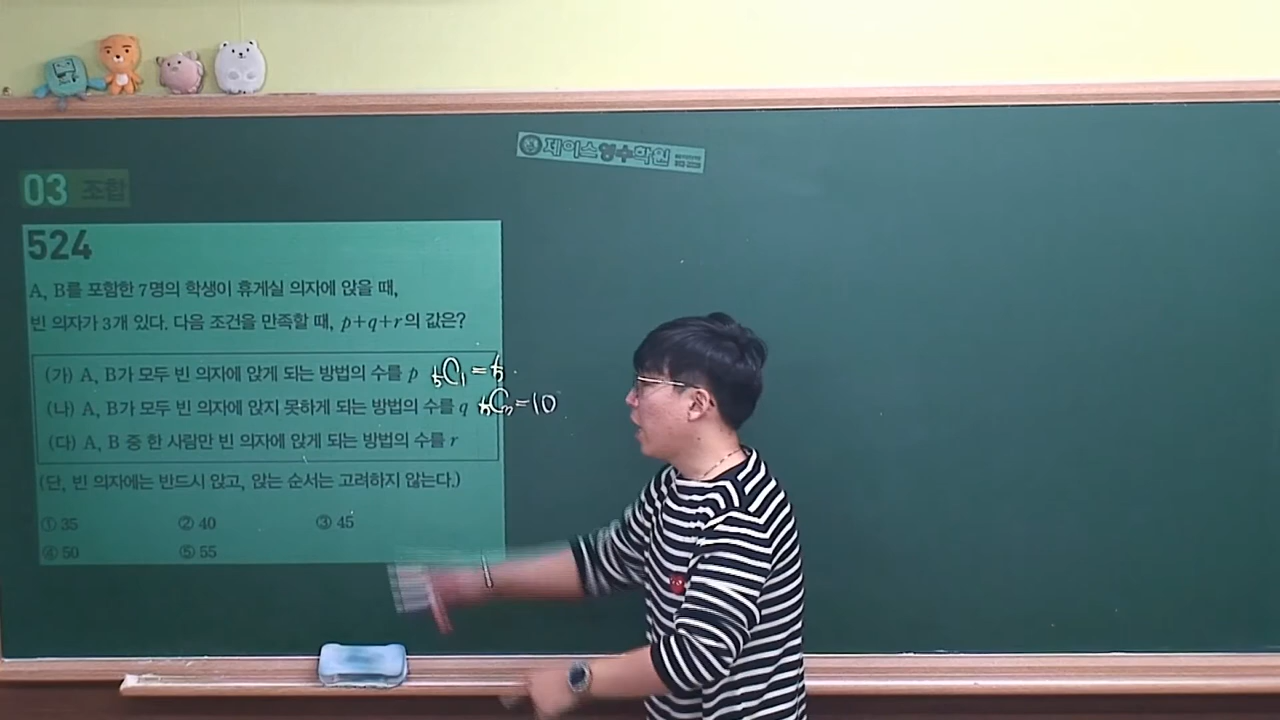 제이스영수학원
03 조합
524
A, B를 포함한 7명의 학생이 휴게실 의자에 앉을 때,
빈 의자가 3개 있다. 다음 조건을 만족할 때, p+q+r의 값은?
(가) A, B가 모두 빈 의자에 앉게 되는 방법의 수를 p ₅C₁=5
(나) A, B가 모두 빈 의자에 앉지 못하게 되는 방법의 수를 q ₅C₃=10
(다) A, B 중 한 사람만 빈 의자에 앉게 되는 방법의 수를 r
(단, 빈 의자에는 반드시 앉고, 앉는 순서는 고려하지 않는다.)
① 35 ② 40 ③ 45
④ 50 ⑤ 55